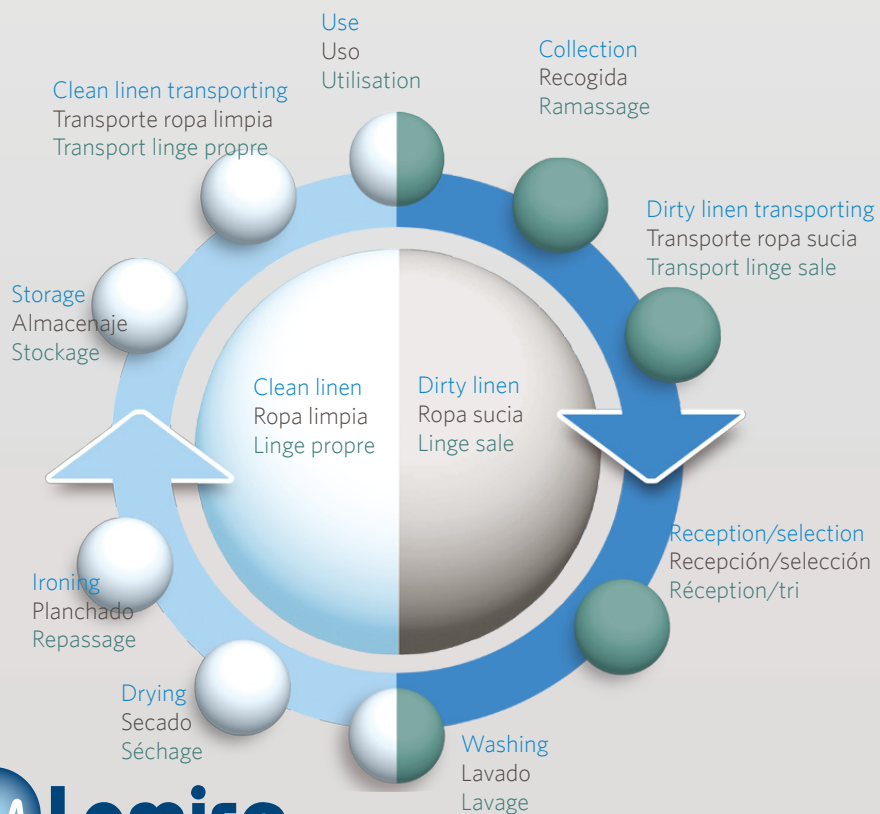 Use
Uso
Utilisation
Collection
Recogida
Ramassage
Clean linen transporting
Transporte ropa limpia
Transport linge propre
Dirty linen transporting
Transporte ropa sucia
Transport linge sale
Storage
Almacenaje
Stockage
Clean linen
Ropa limpia
Linge propre
Dirty linen
Ropa sucia
Linge sale
Reception/selection
Recepción/selección
Réception/tri
Ironing
Planchado
Repassage
Drying
Secado
Séchage
Washing
Lavado
Lavage